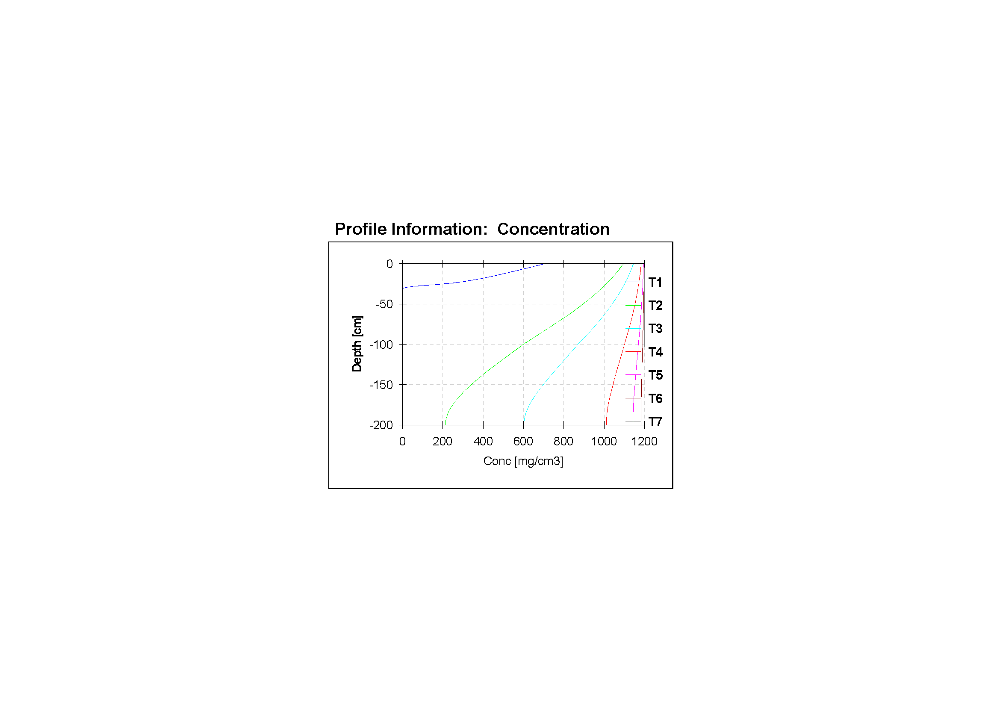 Profile Information: Concentration
0
-50
-100
-150
-200
Depth [cm]
0 200 400 600 800 1000 1200
Conc [mg/cm3]
T1
T2
T3
T4
T5
T6
T7